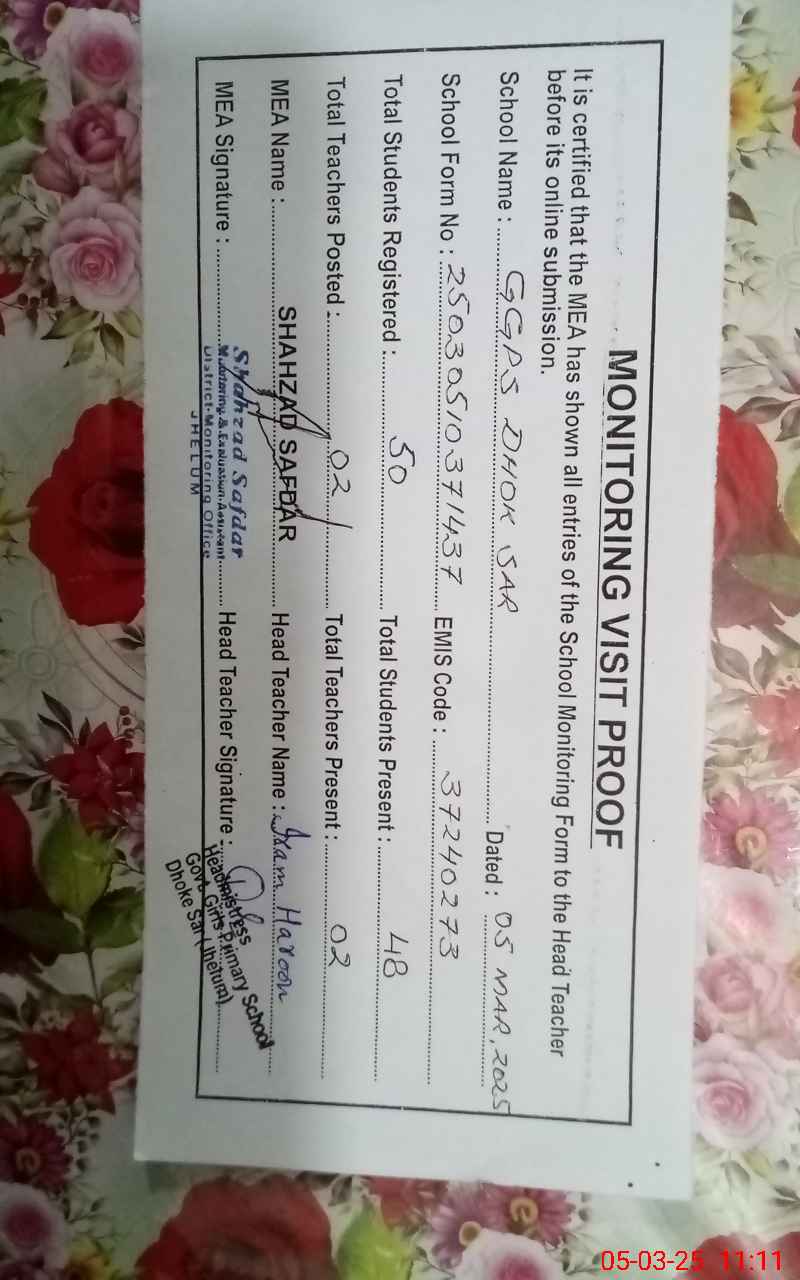 MONITORING VISIT PROOF
It is certified that the MEA has shown all entries of the School Monitoring Form to the Head Teacher
before its online submission.
School Name : GGPS DHOK SAR Dated : 05 MAR, 2025
School Form No : 25030510371437 EMIS Code : 37240273
Total Students Registered : 50 Total Students Present : 48
Total Teachers Posted : 02 Total Teachers Present : 02
MEA Name : SHAHZAD SAFDAR Head Teacher Name : Iram Haroon
MEA Signature : Head Teacher Signature :
Shahzad Safdar
Monitoring & Evaluation Assistant
District Monitoring Office
JHELUM
Headmistress
Govt. Girls Primary School
Dhoke Sar (Jhelum)
05-03-25 11:11